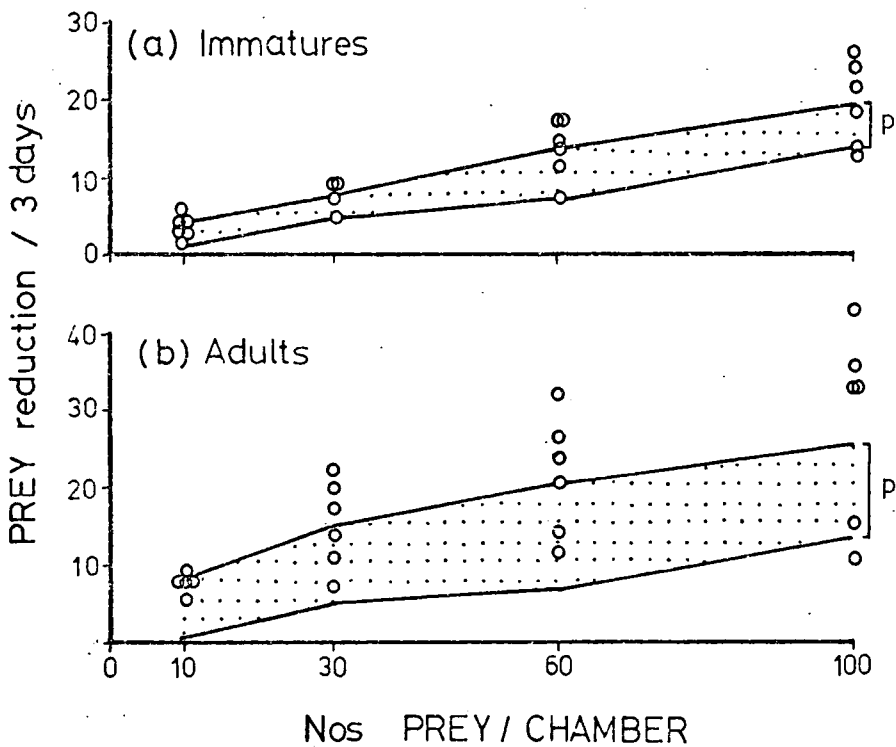 PREY reduction / 3 days
(a) Immatures
30
20
10
0
p
(b) Adults
40
30
20
10
p
0
10
30
60
100
Nos PREY / CHAMBER